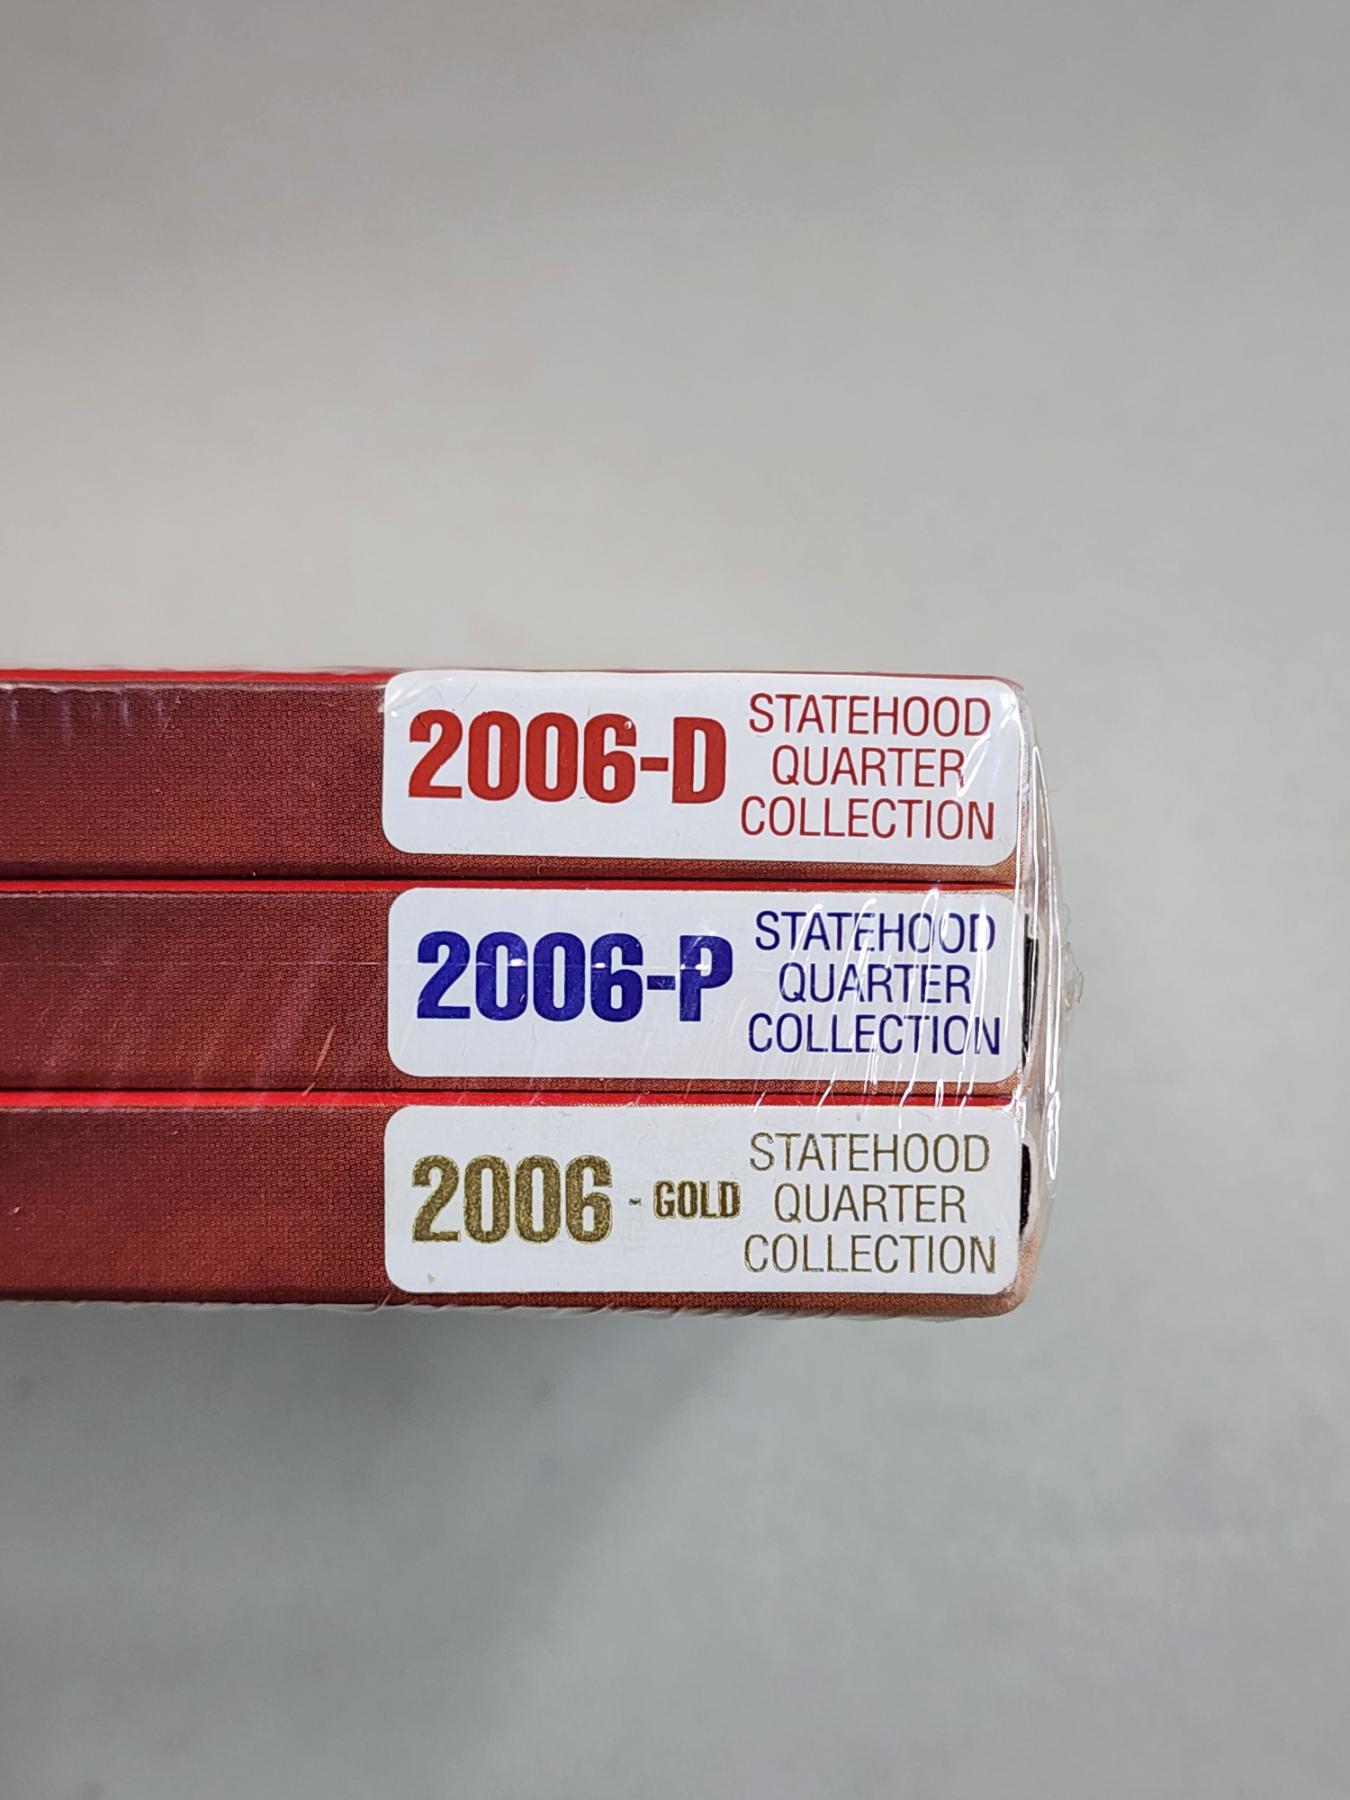 2006-D STATEHOOD
QUARTER
COLLECTION
2006-P STATEHOOD
QUARTER
COLLECTION
2006 - GOLD STATEHOOD
QUARTER
COLLECTION